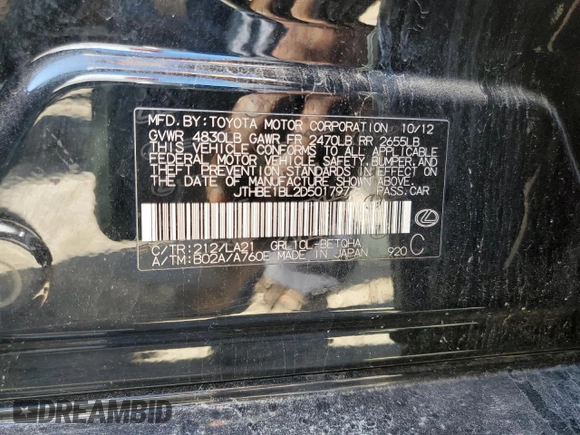 MFD.BY:TOYOTA MOTOR CORPORATION 10/12
GVWR 4830LB GAWR FR 2470LB RR 2655LB
THIS VEHICLE CONFORMS TO ALL APPLICABLE
FEDERAL MOTOR VEHICLE SAFETY, BUMPER, AND
THEFT PREVENTION STANDARDS IN EFFECT ON
THE DATE OF MANUFACTURE SHOWN ABOVE.
PASS.CAR
C/TR:212/LA21 GRL10L-BETQHA
A/TM:B02A/A760E MADE IN JAPAN 920 C
DREAMBID